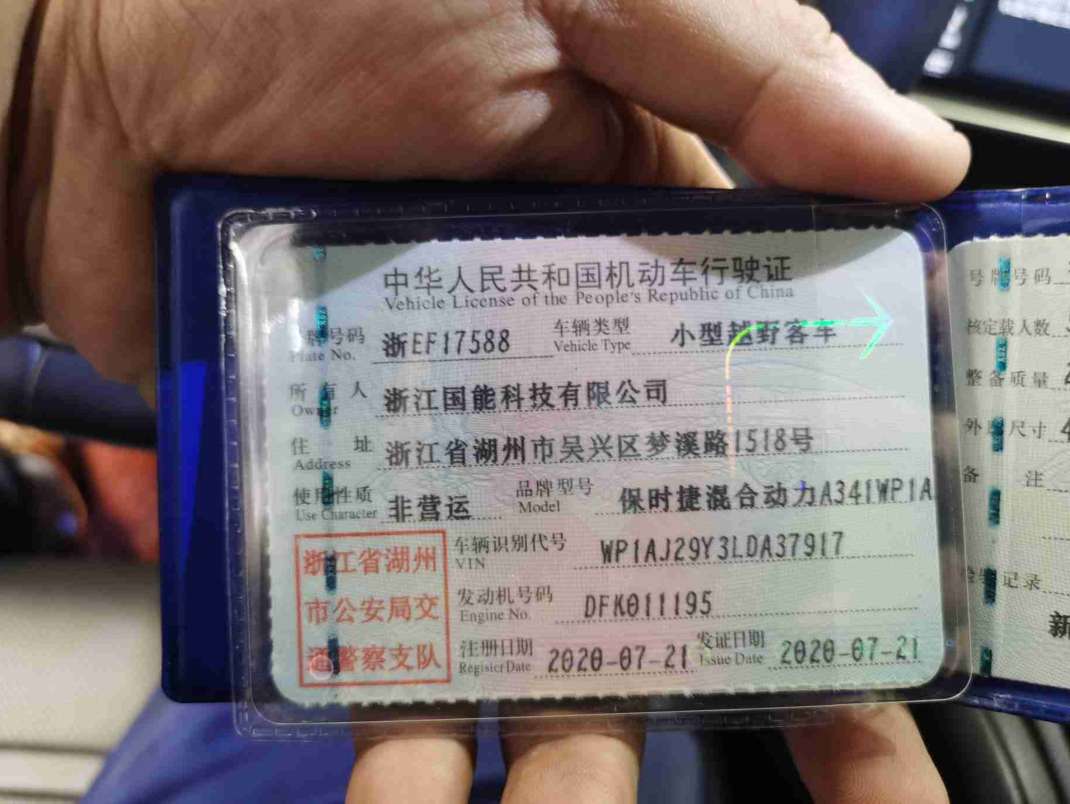 中华人民共和国机动车行驶证
Vehicle License of the People's Republic of China
牌号码 浙EF17588 车辆类型 小型越野客车
Plate No. Vehicle Type
所有人 浙江国能科技有限公司
Owner
住址 浙江省湖州市吴兴区梦溪路1518号
Address
使用性质 非营运 品牌型号 保时捷混合动力A341WP1A
Use Character Model
浙江省湖州
市公安局交
通警察支队
车辆识别代号 WP1AJ29Y3LDA37917
VIN
发动机号码 DFK011195
Engine No.
注册日期 2020-07-21 发证日期 2020-07-21
Register Date Issue Date
号牌号码
核定载人数
整备质量
外廓尺寸
备注
记录
新